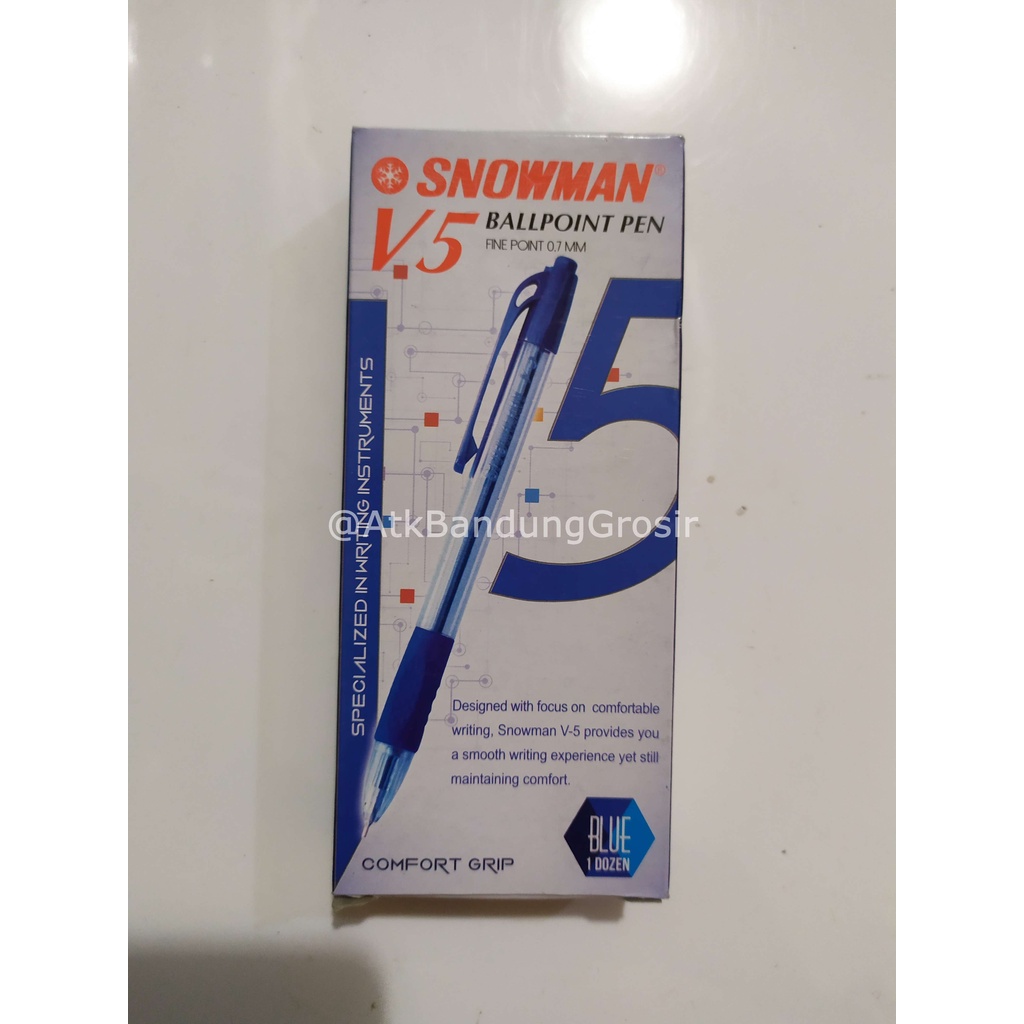 SNOWMAN®
V5 BALLPOINT PEN
FINE POINT 0.7 MM
5
SPECIALIZED IN WRITING INSTRUMENTS
@AtkBandungGrosir
Designed with focus on comfortable
writing, Snowman V-5 provides you
a smooth writing experience yet still
maintaining comfort.
BLUE
1 DOZEN
COMFORT GRIP